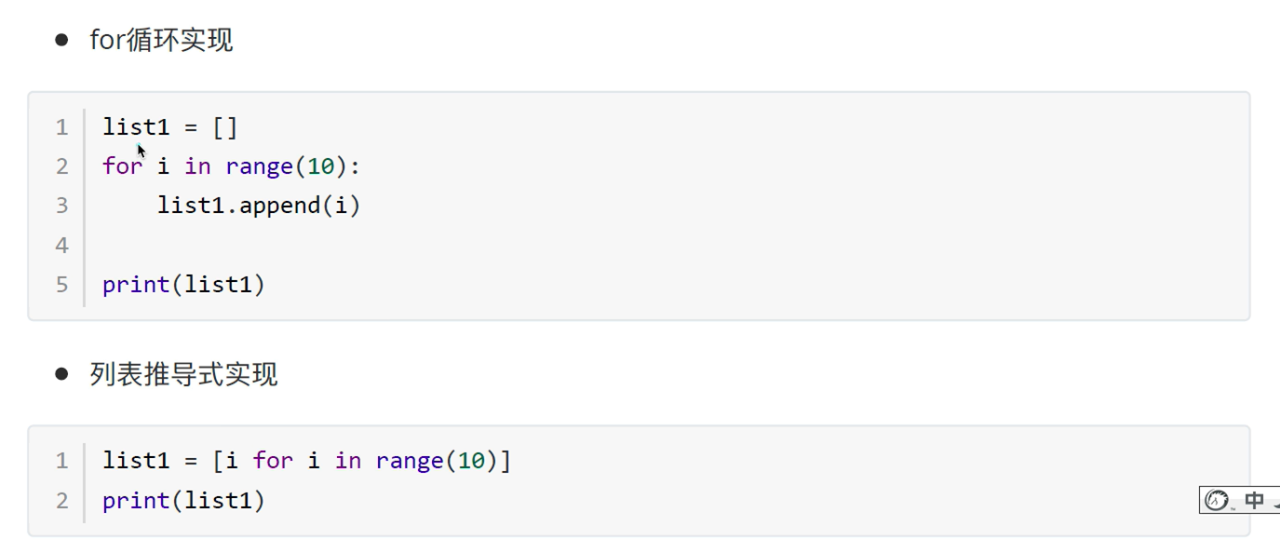 for循环实现
1 list1 = []
2 for i in range(10):
3     list1.append(i)
4
5 print(list1)
列表推导式实现
1 list1 = [i for i in range(10)]
2 print(list1)
中